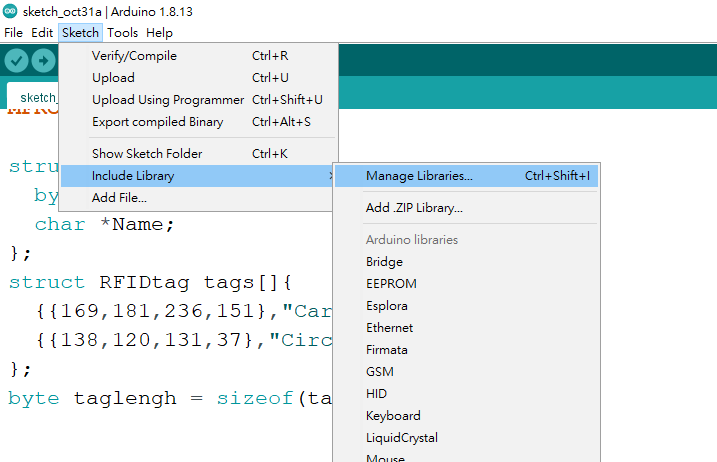 sketch_oct31a | Arduino 1.8.13
File Edit Sketch Tools Help
Verify/Compile Ctrl+R
Upload Ctrl+U
Upload Using Programmer Ctrl+Shift+U
Export compiled Binary Ctrl+Alt+S
Show Sketch Folder Ctrl+K
Include Library
Add File...
Manage Libraries... Ctrl+Shift+I
Add .ZIP Library...
Arduino libraries
Bridge
EEPROM
Esplora
Ethernet
Firmata
GSM
HID
Keyboard
LiquidCrystal
Mouse
sketch_
stru
by
char *Name;
};
struct RFIDtag tags[]{
{{169,181,236,151},"Car
{{138,120,131,37},"Circ
};
byte taglengh = sizeof(ta